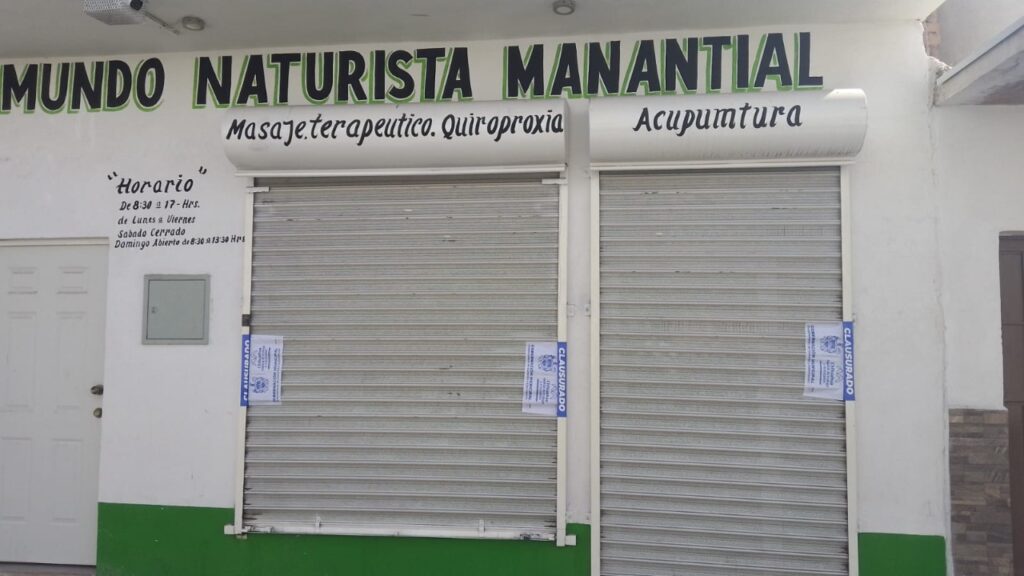 MUNDO NATURISTA MANANTIAL
Masaje.terapeutico. Quiroproxia
Acupumtura
"Horario"
De 8:30 a 17-Hrs.
de Lunes a Viernes
Sabado Cerrado
Domingo Abierto de 8:30 a 13:30 Hrs
CLAUSURADO
CLAUSURADO
CLAUSURADO